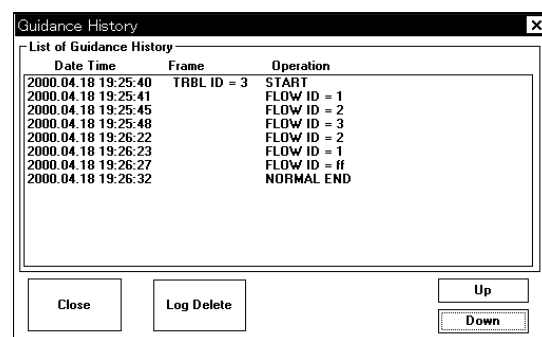 Guidance History
List of Guidance History
Date Time Frame Operation
2000.04.18 19:25:40 TRBL ID = 3 START
2000.04.18 19:25:41 FLOW ID = 1
2000.04.18 19:25:45 FLOW ID = 2
2000.04.18 19:25:48 FLOW ID = 3
2000.04.18 19:26:22 FLOW ID = 2
2000.04.18 19:26:23 FLOW ID = 1
2000.04.18 19:26:27 FLOW ID = ff
2000.04.18 19:26:32 NORMAL END
Close Log Delete Up
Down